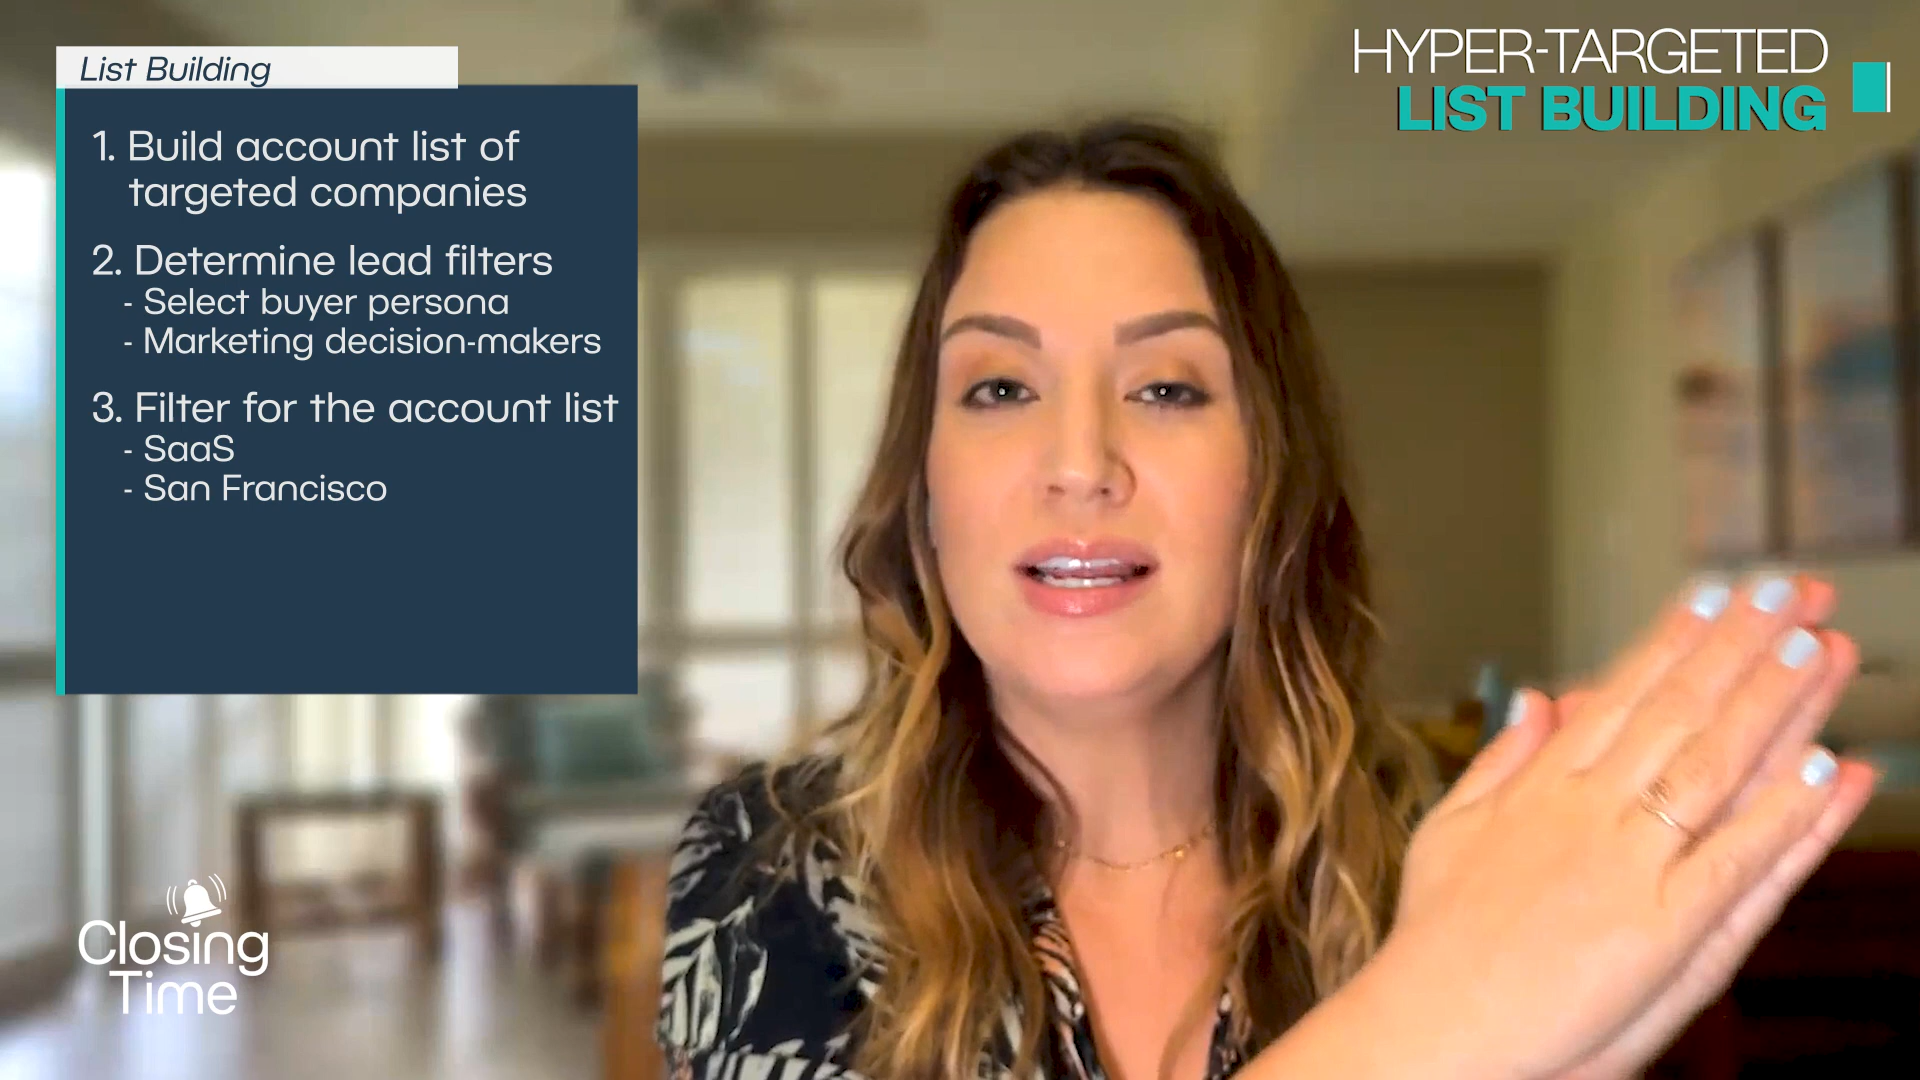 List Building
1. Build account list of
targeted companies
2. Determine lead filters
- Select buyer persona
- Marketing decision-makers
3. Filter for the account list
- SaaS
- San Francisco
HYPER-TARGETED
LIST BUILDING
Closing
Time